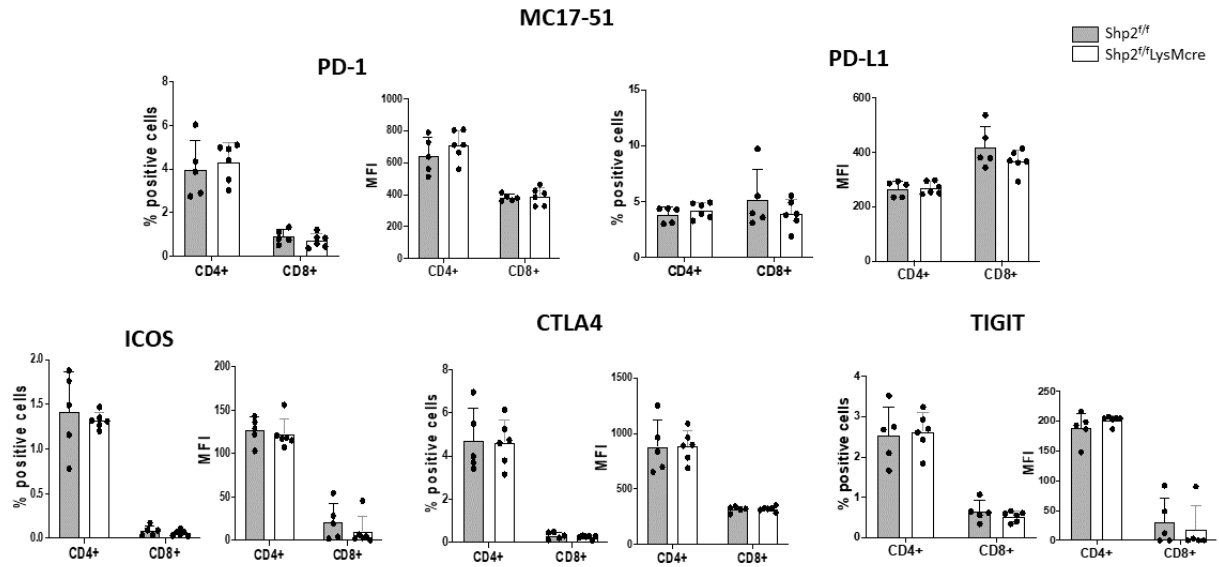 MC17-51
Shp2f/f
Shp2f/fLysMcre
PD-1
PD-L1
% positive cells
8
6
4
2
0
CD4+
CD8+
MFI
1000
800
600
400
200
0
CD4+
CD8+
% positive cells
15
10
5
0
CD4+
CD8+
MFI
600
400
200
0
CD4+
CD8+
ICOS
CTLA4
TIGIT
% positive cells
2.0
1.5
1.0
0.5
0.0
CD4+
CD8+
MFI
200
150
100
50
0
CD4+
CD8+
% positive cells
8
6
4
2
0
CD4+
CD8+
MFI
1500
1000
500
0
CD4+
CD8+
% positive cells
4
3
2
1
0
CD4+
CD8+
MFI
200
150
100
50
0
CD4+
CD8+